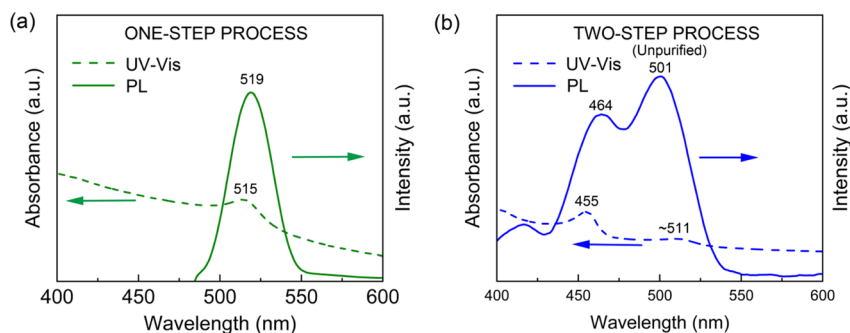 (a)
ONE-STEP PROCESS
UV-Vis
PL
519
515
Absorbance (a.u.)
Intensity (a.u.)
400 450 500 550 600
Wavelength (nm)
(b)
TWO-STEP PROCESS
(Unpurified)
UV-Vis
PL
501
464
455
~511
Absorbance (a.u.)
Intensity (a.u.)
400 450 500 550 600
Wavelength (nm)